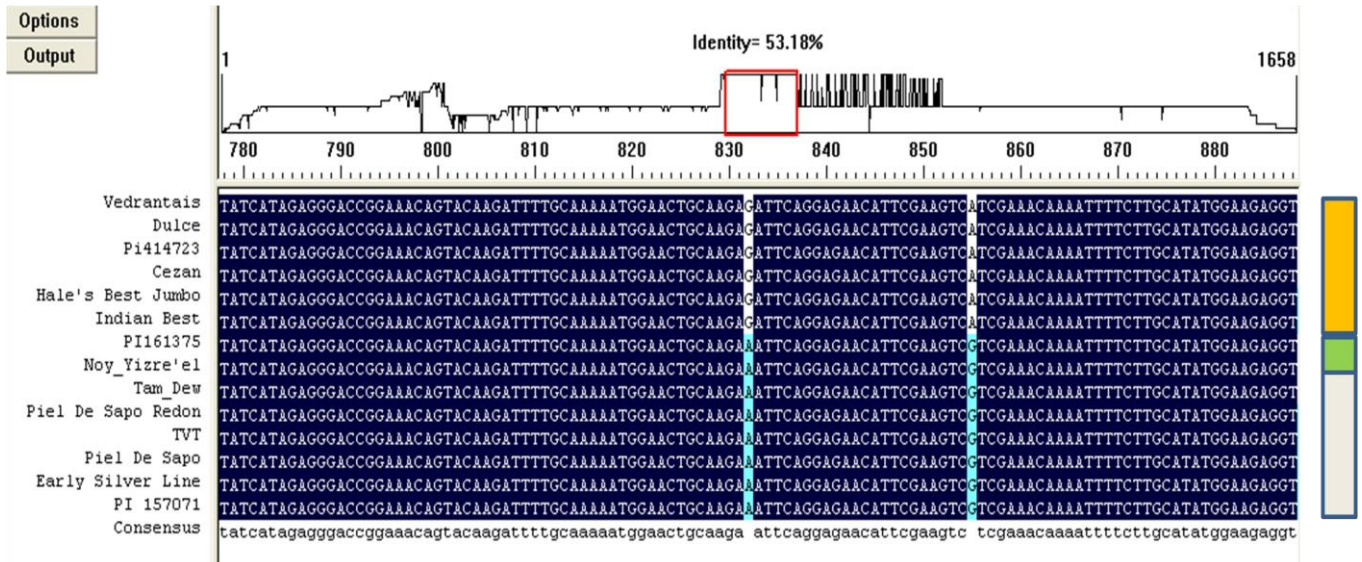 Options
Output
Identity= 53.18%
1 1658
780 790 800 810 820 830 840 850 860 870 880
Vedrantais TATCATAGAGGGACCGGAAACAGTACAAGATTTTGCAAAAATGGAACTGCAAGAGATTCAGGAGAACATTCGAAGTCATCGAAACAAAATTTTCTTGCATATGGAAGAGGT
Dulce TATCATAGAGGGACCGGAAACAGTACAAGATTTTGCAAAAATGGAACTGCAAGAGATTCAGGAGAACATTCGAAGTCATCGAAACAAAATTTTCTTGCATATGGAAGAGGT
Pi414723 TATCATAGAGGGACCGGAAACAGTACAAGATTTTGCAAAAATGGAACTGCAAGAGATTCAGGAGAACATTCGAAGTCATCGAAACAAAATTTTCTTGCATATGGAAGAGGT
Cezan TATCATAGAGGGACCGGAAACAGTACAAGATTTTGCAAAAATGGAACTGCAAGAGATTCAGGAGAACATTCGAAGTCATCGAAACAAAATTTTCTTGCATATGGAAGAGGT
Hale's Best Jumbo TATCATAGAGGGACCGGAAACAGTACAAGATTTTGCAAAAATGGAACTGCAAGAGATTCAGGAGAACATTCGAAGTCATCGAAACAAAATTTTCTTGCATATGGAAGAGGT
Indian Best TATCATAGAGGGACCGGAAACAGTACAAGATTTTGCAAAAATGGAACTGCAAGAGATTCAGGAGAACATTCGAAGTCATCGAAACAAAATTTTCTTGCATATGGAAGAGGT
PI161375 TATCATAGAGGGACCGGAAACAGTACAAGATTTTGCAAAAATGGAACTGCAAGAAATTCAGGAGAACATTCGAAGTCGTCGAAACAAAATTTTCTTGCATATGGAAGAGGT
Noy_Yizre'el TATCATAGAGGGACCGGAAACAGTACAAGATTTTGCAAAAATGGAACTGCAAGAAATTCAGGAGAACATTCGAAGTCGTCGAAACAAAATTTTCTTGCATATGGAAGAGGT
Tam_Dew TATCATAGAGGGACCGGAAACAGTACAAGATTTTGCAAAAATGGAACTGCAAGAAATTCAGGAGAACATTCGAAGTCGTCGAAACAAAATTTTCTTGCATATGGAAGAGGT
Piel De Sapo Redon TATCATAGAGGGACCGGAAACAGTACAAGATTTTGCAAAAATGGAACTGCAAGAAATTCAGGAGAACATTCGAAGTCGTCGAAACAAAATTTTCTTGCATATGGAAGAGGT
TVT TATCATAGAGGGACCGGAAACAGTACAAGATTTTGCAAAAATGGAACTGCAAGAAATTCAGGAGAACATTCGAAGTCGTCGAAACAAAATTTTCTTGCATATGGAAGAGGT
Piel De Sapo TATCATAGAGGGACCGGAAACAGTACAAGATTTTGCAAAAATGGAACTGCAAGAAATTCAGGAGAACATTCGAAGTCGTCGAAACAAAATTTTCTTGCATATGGAAGAGGT
Early Silver Line TATCATAGAGGGACCGGAAACAGTACAAGATTTTGCAAAAATGGAACTGCAAGAAATTCAGGAGAACATTCGAAGTCGTCGAAACAAAATTTTCTTGCATATGGAAGAGGT
PI 157071 TATCATAGAGGGACCGGAAACAGTACAAGATTTTGCAAAAATGGAACTGCAAGAAATTCAGGAGAACATTCGAAGTCGTCGAAACAAAATTTTCTTGCATATGGAAGAGGT
Consensus tatcatagagggaccggaaacagtacaagattttgcaaaaatggaactgcaaga attcaggagaacattcgaagtc tcgaaacaaaattttcttgcatatggaagaggt